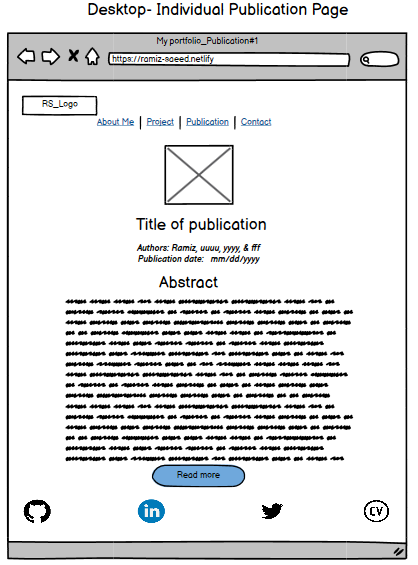 Desktop- Individual Publication Page
My portfolio_Publication#1
https://ramiz-saeed.netlify
RS_Logo
About Me | Project | Publication | Contact
Title of publication
Authors: Ramiz, uuuu, yyyy, & fff
Publication date: mm/dd/yyyy
Abstract
Read more
in
CV